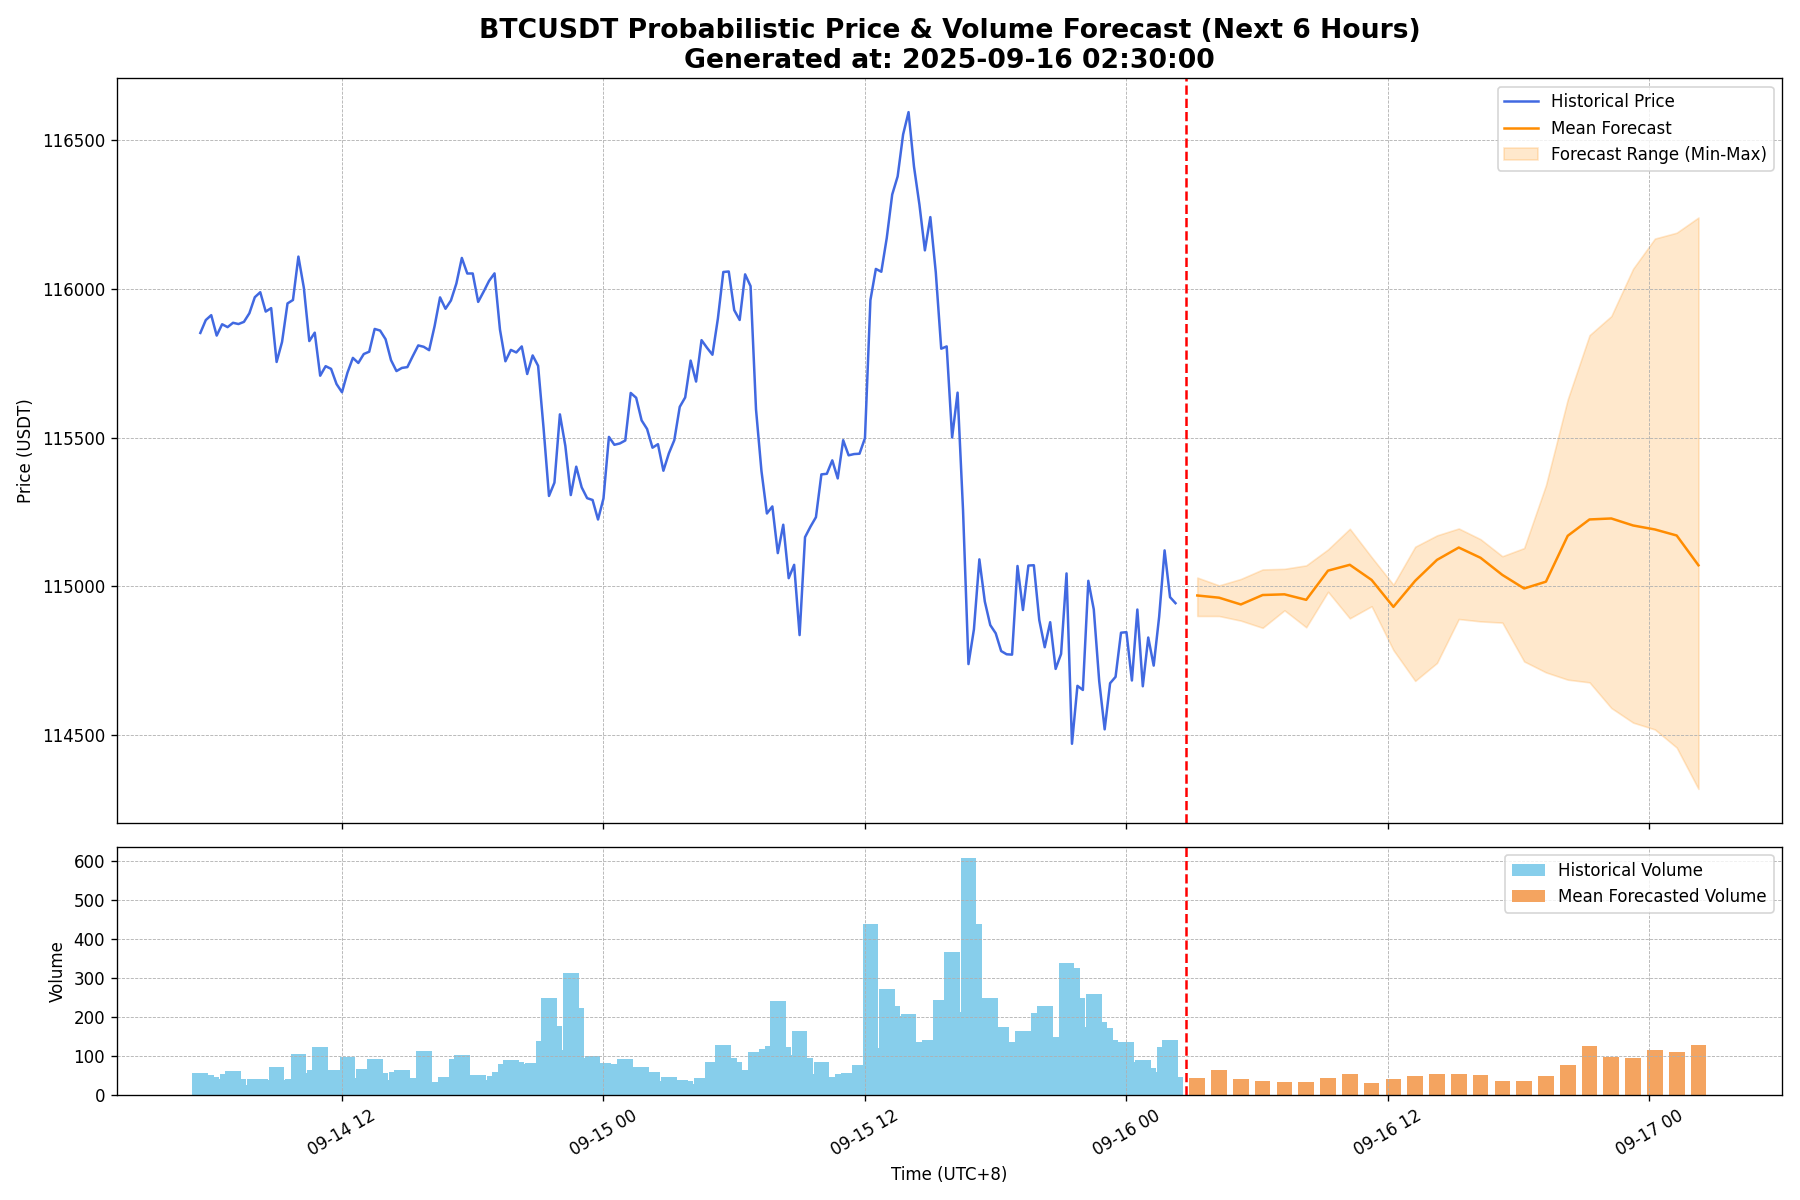 BTCUSDT Probabilistic Price & Volume Forecast (Next 6 Hours)
Generated at: 2025-09-16 02:30:00
Historical Price
Mean Forecast
Forecast Range (Min-Max)
116500
116000
115500
115000
114500
Price (USDT)
Historical Volume
Mean Forecasted Volume
600
500
400
300
200
100
0
Volume
09-14 12
09-15 00
09-15 12
09-16 00
09-16 12
09-17 00
Time (UTC+8)